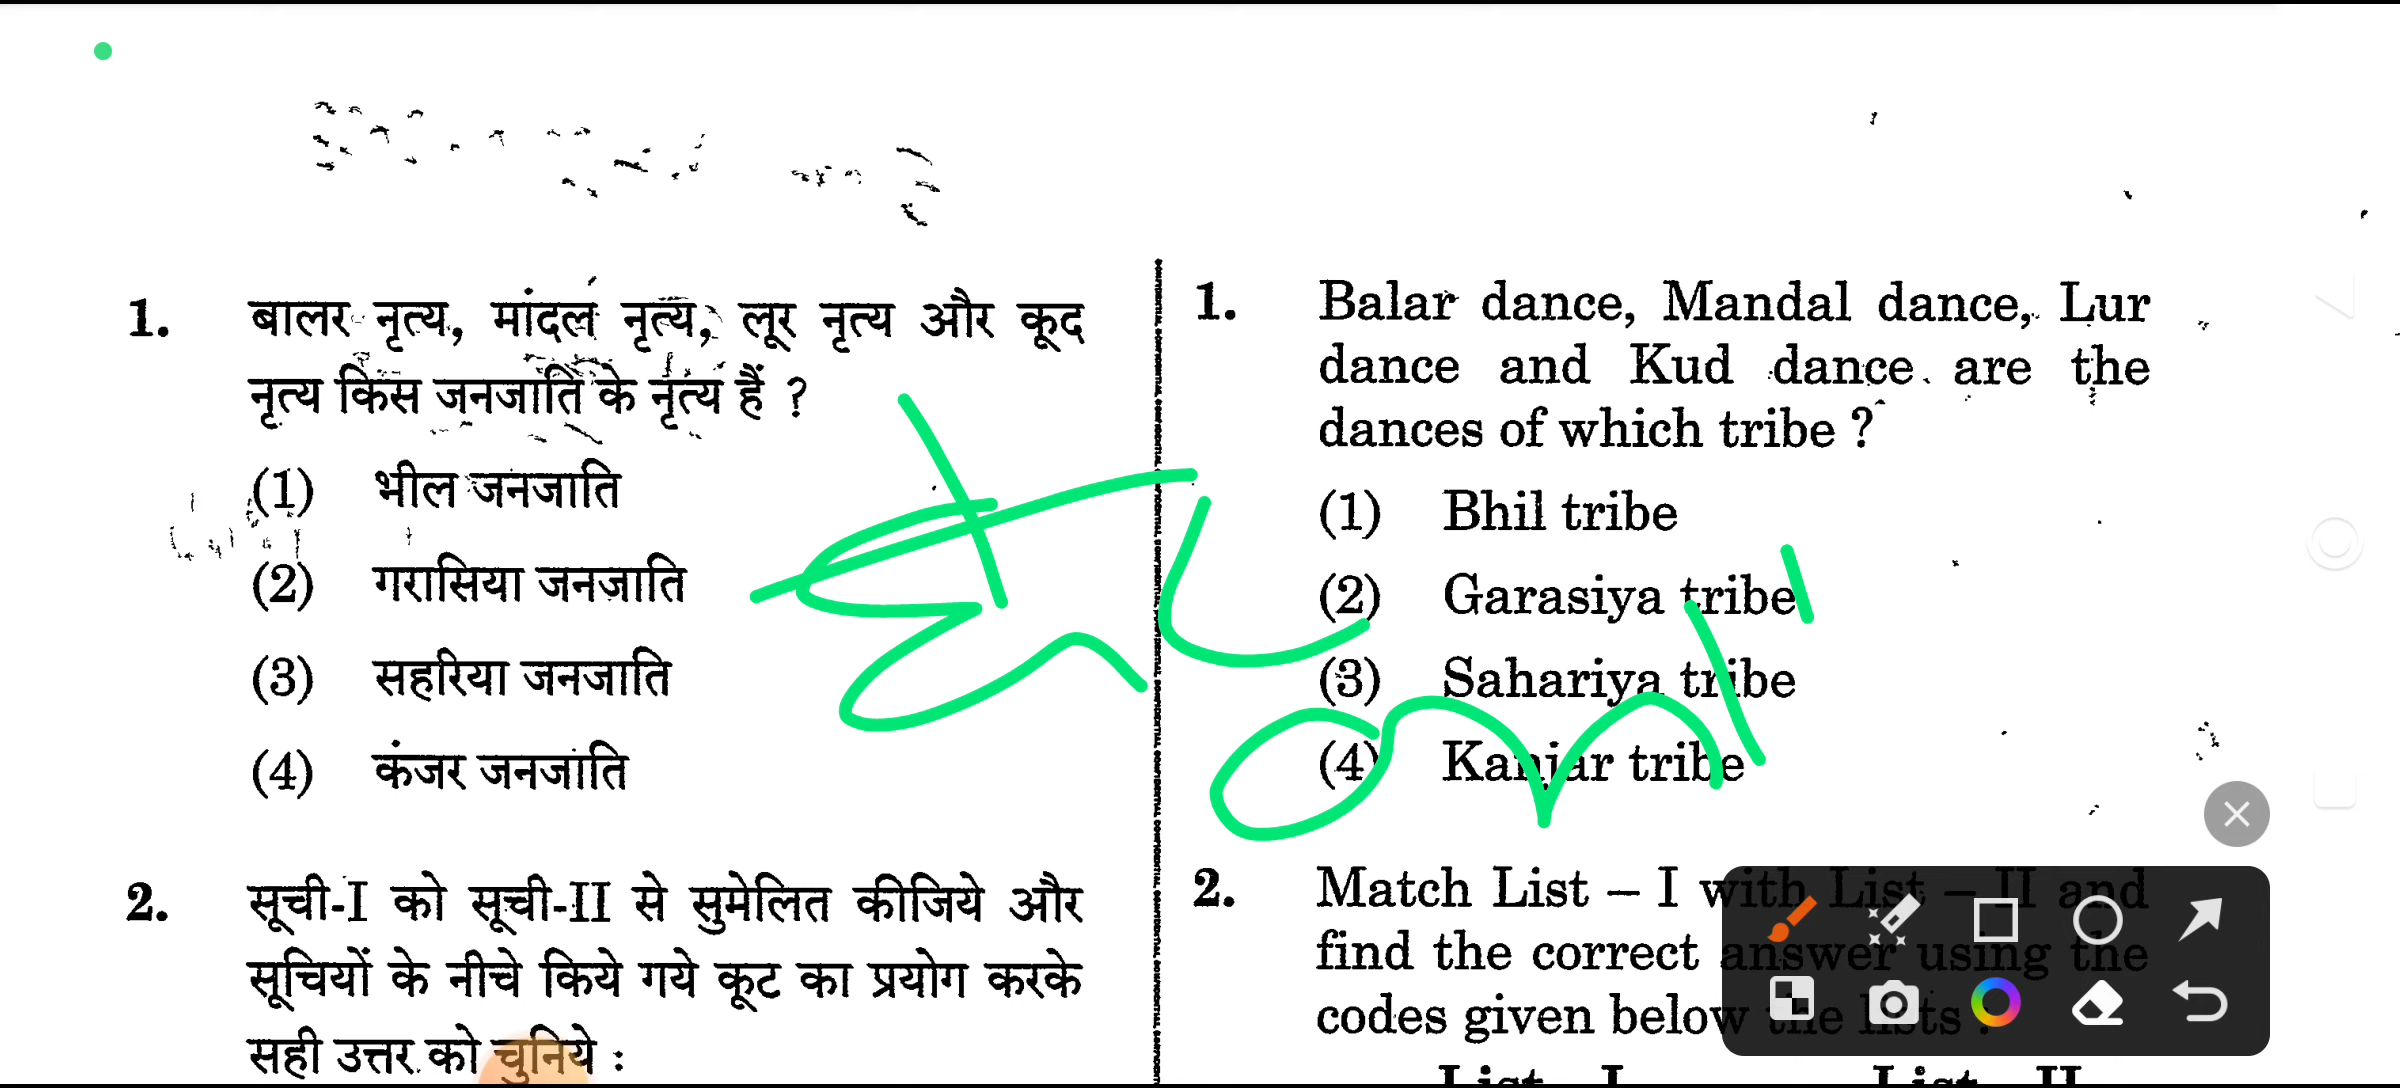 1. बालर नृत्य, मांदल नृत्य, लूर नृत्य और कूद
नृत्य किस जनजाति के नृत्य हैं ?
(1) भील जनजाति
(2) गरासिया जनजाति
(3) सहरिया जनजाति
(4) कंजर जनजाति
2. सूची-I को सूची-II से सुमेलित कीजिये और
सूचियों के नीचे किये गये कूट का प्रयोग करके
सही उत्तर को चुनिये :
1. Balar dance, Mandal dance, Lur
dance and Kud dance are the
dances of which tribe ?
(1) Bhil tribe
(2) Garasiya tribe
(3) Sahariya tribe
(4) Kanjar tribe
2. Match List – I with List – II and
find the correct answer using the
codes given below the lists :
List – I List – II